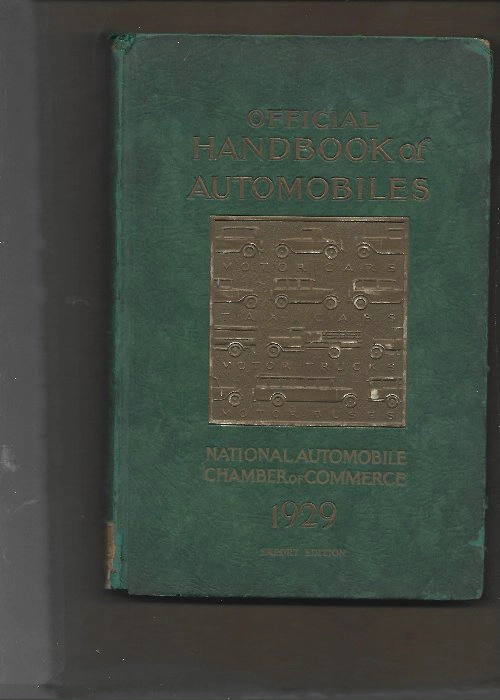 OFFICIAL
HANDBOOK of
AUTOMOBILES
MOTOR CARS
TAXI CABS
MOTOR TRUCKS
MOTOR BUSES
NATIONAL AUTOMOBILE
CHAMBER OF COMMERCE
1929
EXPORT EDITION